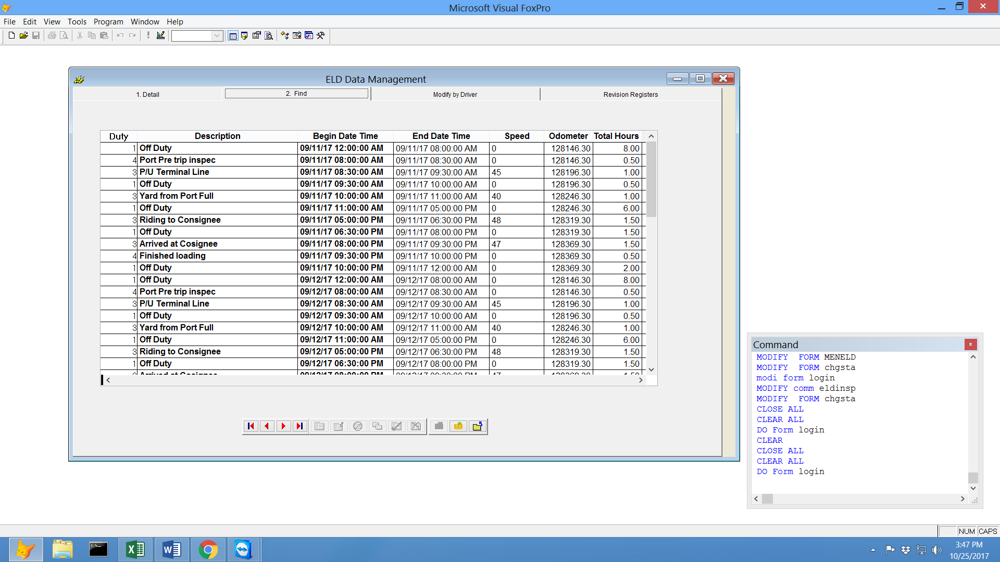 Microsoft Visual FoxPro
File Edit View Tools Program Window Help
ELD Data Management
1. Detail 2. Find Modify by Driver Revision Registers
Duty Description Begin Date Time End Date Time Speed Odometer Total Hours
1 Off Duty 09/11/17 12:00:00 AM 09/11/17 08:00:00 AM 0 128146.30 8.00
4 Port Pre trip inspec 09/11/17 08:00:00 AM 09/11/17 08:30:00 AM 0 128146.30 0.50
3 P/U Terminal Line 09/11/17 08:30:00 AM 09/11/17 09:30:00 AM 45 128196.30 1.00
1 Off Duty 09/11/17 09:30:00 AM 09/11/17 10:00:00 AM 0 128196.30 0.50
3 Yard from Port Full 09/11/17 10:00:00 AM 09/11/17 11:00:00 AM 40 128246.30 1.00
1 Off Duty 09/11/17 11:00:00 AM 09/11/17 05:00:00 PM 0 128246.30 6.00
3 Riding to Consignee 09/11/17 05:00:00 PM 09/11/17 06:30:00 PM 48 128319.30 1.50
1 Off Duty 09/11/17 06:30:00 PM 09/11/17 08:00:00 PM 0 128319.30 1.50
3 Arrived at Cosignee 09/11/17 08:00:00 PM 09/11/17 09:30:00 PM 47 128369.30 1.50
4 Finished loading 09/11/17 09:30:00 PM 09/11/17 10:00:00 PM 0 128369.30 0.50
1 Off Duty 09/11/17 10:00:00 PM 09/11/17 12:00:00 AM 0 128369.30 2.00
1 Off Duty 09/12/17 12:00:00 AM 09/12/17 08:00:00 AM 0 128146.30 8.00
4 Port Pre trip inspec 09/12/17 08:00:00 AM 09/12/17 08:30:00 AM 0 128146.30 0.50
3 P/U Terminal Line 09/12/17 08:30:00 AM 09/12/17 09:30:00 AM 45 128196.30 1.00
1 Off Duty 09/12/17 09:30:00 AM 09/12/17 10:00:00 AM 0 128196.30 0.50
3 Yard from Port Full 09/12/17 10:00:00 AM 09/12/17 11:00:00 AM 40 128246.30 1.00
1 Off Duty 09/12/17 11:00:00 AM 09/12/17 05:00:00 PM 0 128246.30 6.00
3 Riding to Consignee 09/12/17 05:00:00 PM 09/12/17 06:30:00 PM 48 128319.30 1.50
1 Off Duty 09/12/17 06:30:00 PM 09/12/17 08:00:00 PM 0 128319.30 1.50
Command
MODIFY FORM MENELD
MODIFY FORM chgsta
modi form login
MODIFY comm eldinsp
MODIFY FORM chgsta
CLOSE ALL
CLEAR ALL
DO Form login
CLEAR
CLOSE ALL
CLEAR ALL
DO Form login
NUM CAPS
3:47 PM
10/25/2017